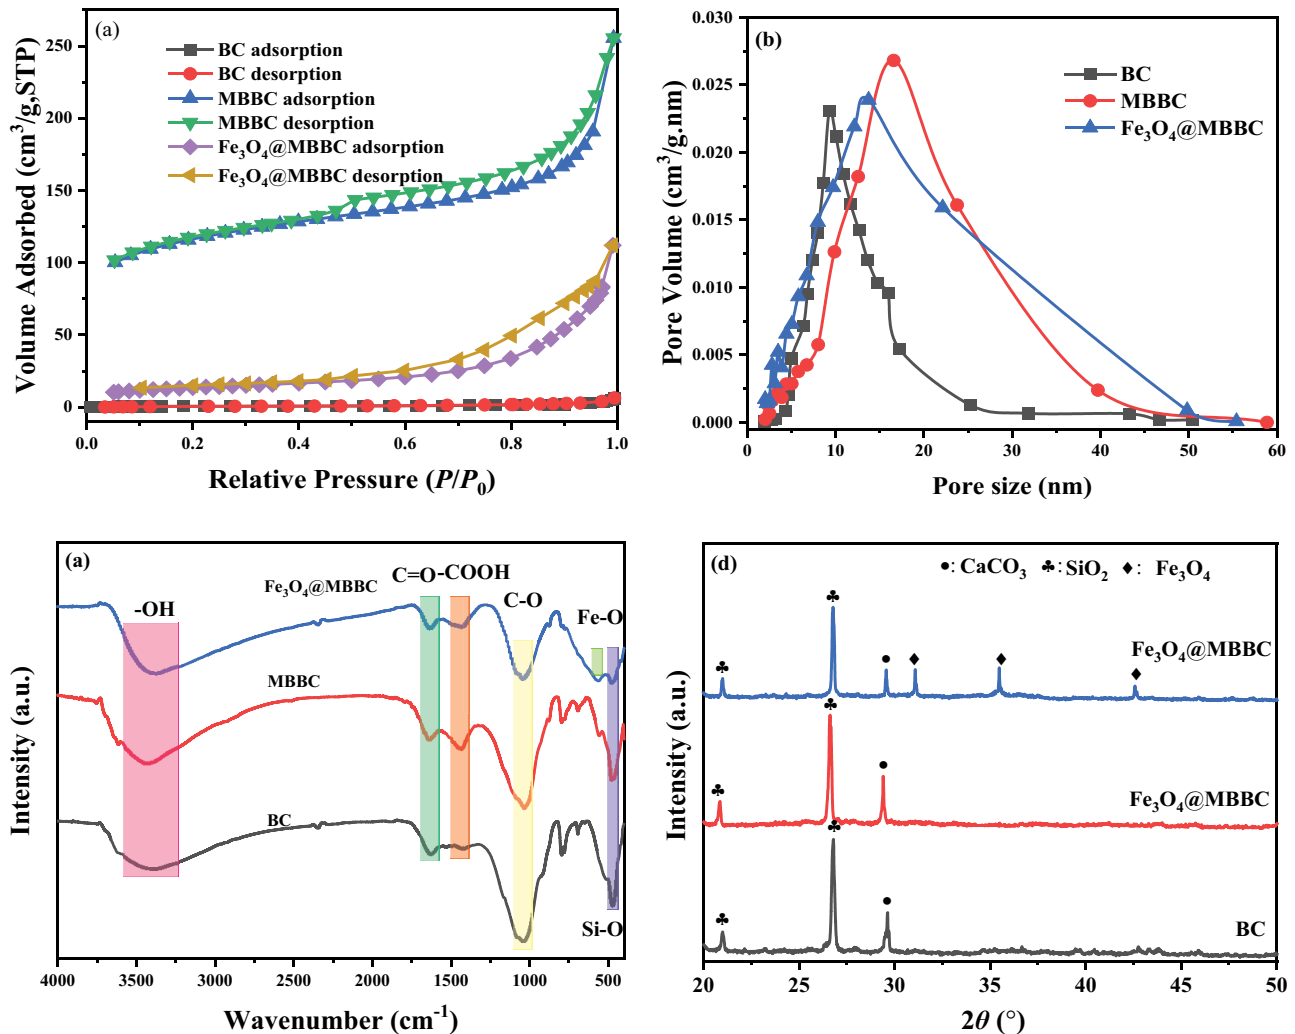 (a)
BC adsorption
BC desorption
MBBC adsorption
MBBC desorption
Fe₃O₄@MBBC adsorption
Fe₃O₄@MBBC desorption
Volume Adsorbed (cm³/g,STP)
250
200
150
100
50
0
0.0 0.2 0.4 0.6 0.8 1.0
Relative Pressure (P/P₀)
(b)
BC
MBBC
Fe₃O₄@MBBC
Pore Volume (cm³/g.nm)
0.030
0.025
0.020
0.015
0.010
0.005
0.000
0 10 20 30 40 50 60
Pore size (nm)
(a)
C=O -COOH
Fe₃O₄@MBBC
-OH
C-O
Fe-O
MBBC
BC
Si-O
Intensity (a.u.)
4000 3500 3000 2500 2000 1500 1000 500
Wavenumber (cm⁻¹)
(d)
●:CaCO₃ ♣:SiO₂ ♦: Fe₃O₄
Fe₃O₄@MBBC
Fe₃O₄@MBBC
BC
Intensity (a.u.)
20 25 30 35 40 45 50
2θ (°)